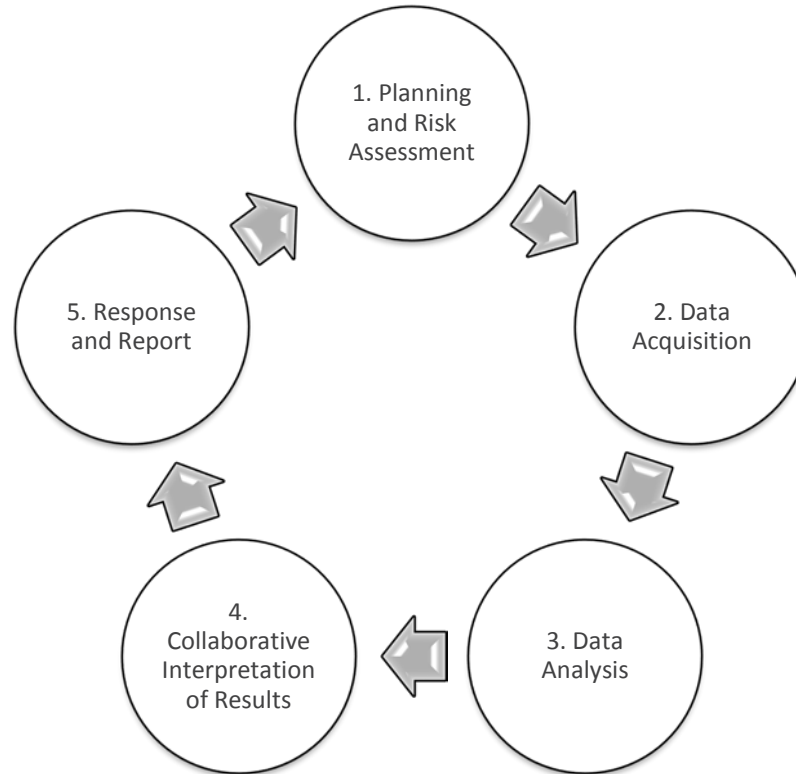 1. Planning
and Risk
Assessment
2. Data
Acquisition
3. Data
Analysis
4.
Collaborative
Interpretation
of Results
5. Response
and Report